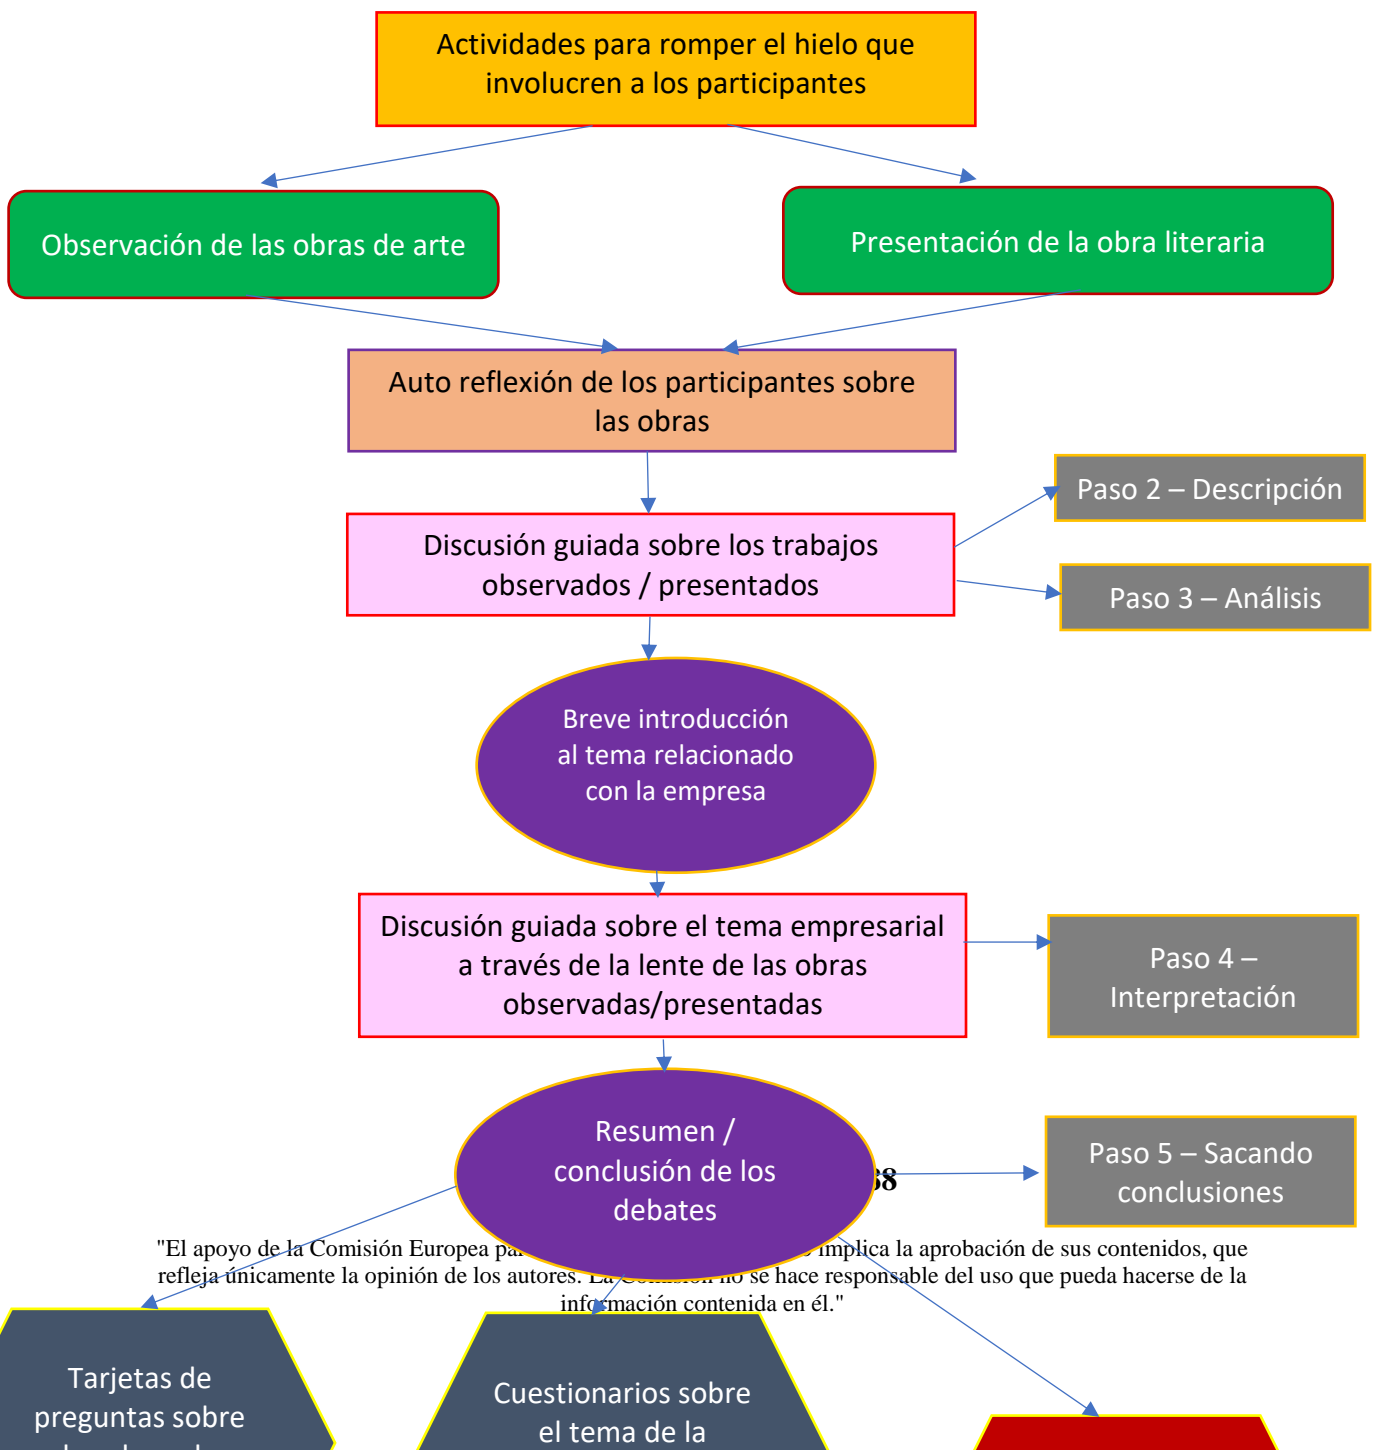 Actividades para romper el hielo que
involucren a los participantes
Observación de las obras de arte
Presentación de la obra literaria
Auto reflexión de los participantes sobre
las obras
Paso 2 – Descripción
Discusión guiada sobre los trabajos
observados / presentados
Paso 3 – Análisis
Breve introducción
al tema relacionado
con la empresa
Discusión guiada sobre el tema empresarial
a través de la lente de las obras
observadas/presentadas
Paso 4 –
Interpretación
Resumen /
conclusión de los
debates
Paso 5 – Sacando
conclusiones
"El apoyo de la Comisión Europea implica la aprobación de sus contenidos, que
refleja únicamente la opinión de los autores. La Comisión no se hace responsable del uso que pueda hacerse de la
información contenida en él."
Tarjetas de
preguntas sobre
Cuestionarios sobre
el tema de la